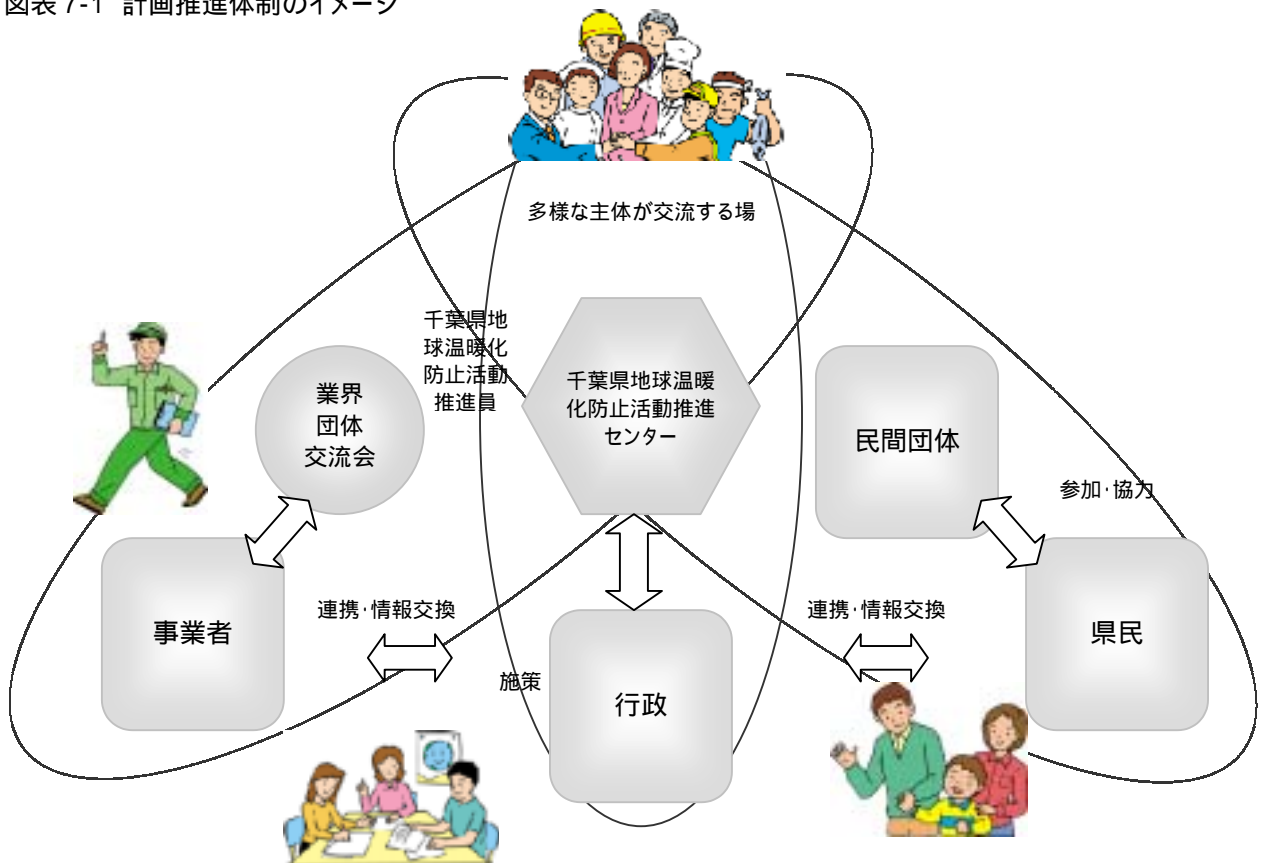 図表 7-1 計画推進体制のイメージ
多様な主体が交流する場
千葉県地
球温暖化
防止活動
推進員
業界
団体
交流会
千葉県地球温暖
化防止活動推進
センター
民間団体
参加・協力
事業者
連携・情報交換
連携・情報交換
県民
施策
行政